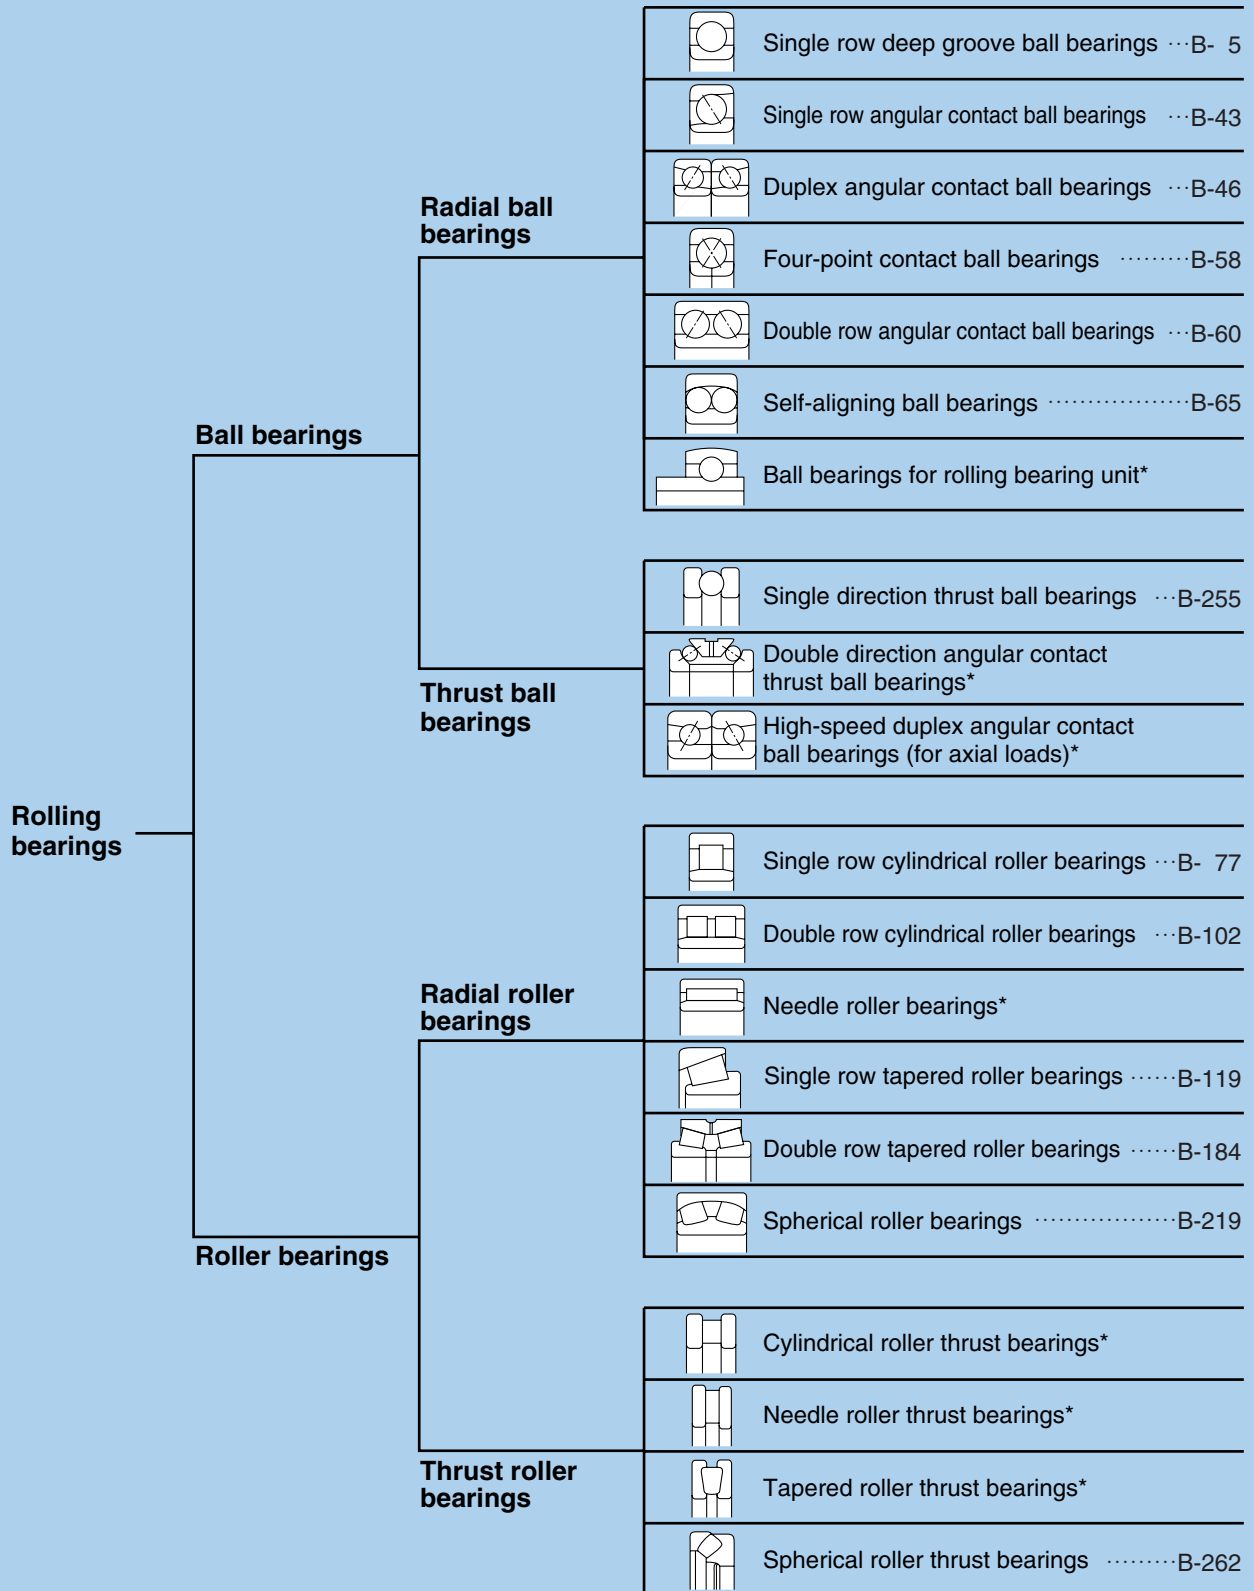 Rolling
bearings
Ball bearings
Radial ball
bearings
Single row deep groove ball bearings ···B- 5
Single row angular contact ball bearings ···B-43
Duplex angular contact ball bearings ···B-46
Four-point contact ball bearings ·········B-58
Double row angular contact ball bearings ···B-60
Self-aligning ball bearings ··················B-65
Ball bearings for rolling bearing unit*
Thrust ball
bearings
Single direction thrust ball bearings ···B-255
Double direction angular contact
thrust ball bearings*
High-speed duplex angular contact
ball bearings (for axial loads)*
Roller bearings
Radial roller
bearings
Single row cylindrical roller bearings ···B- 77
Double row cylindrical roller bearings ···B-102
Needle roller bearings*
Single row tapered roller bearings ······B-119
Double row tapered roller bearings ······B-184
Spherical roller bearings ··················B-219
Thrust roller
bearings
Cylindrical roller thrust bearings*
Needle roller thrust bearings*
Tapered roller thrust bearings*
Spherical roller thrust bearings ·········B-262